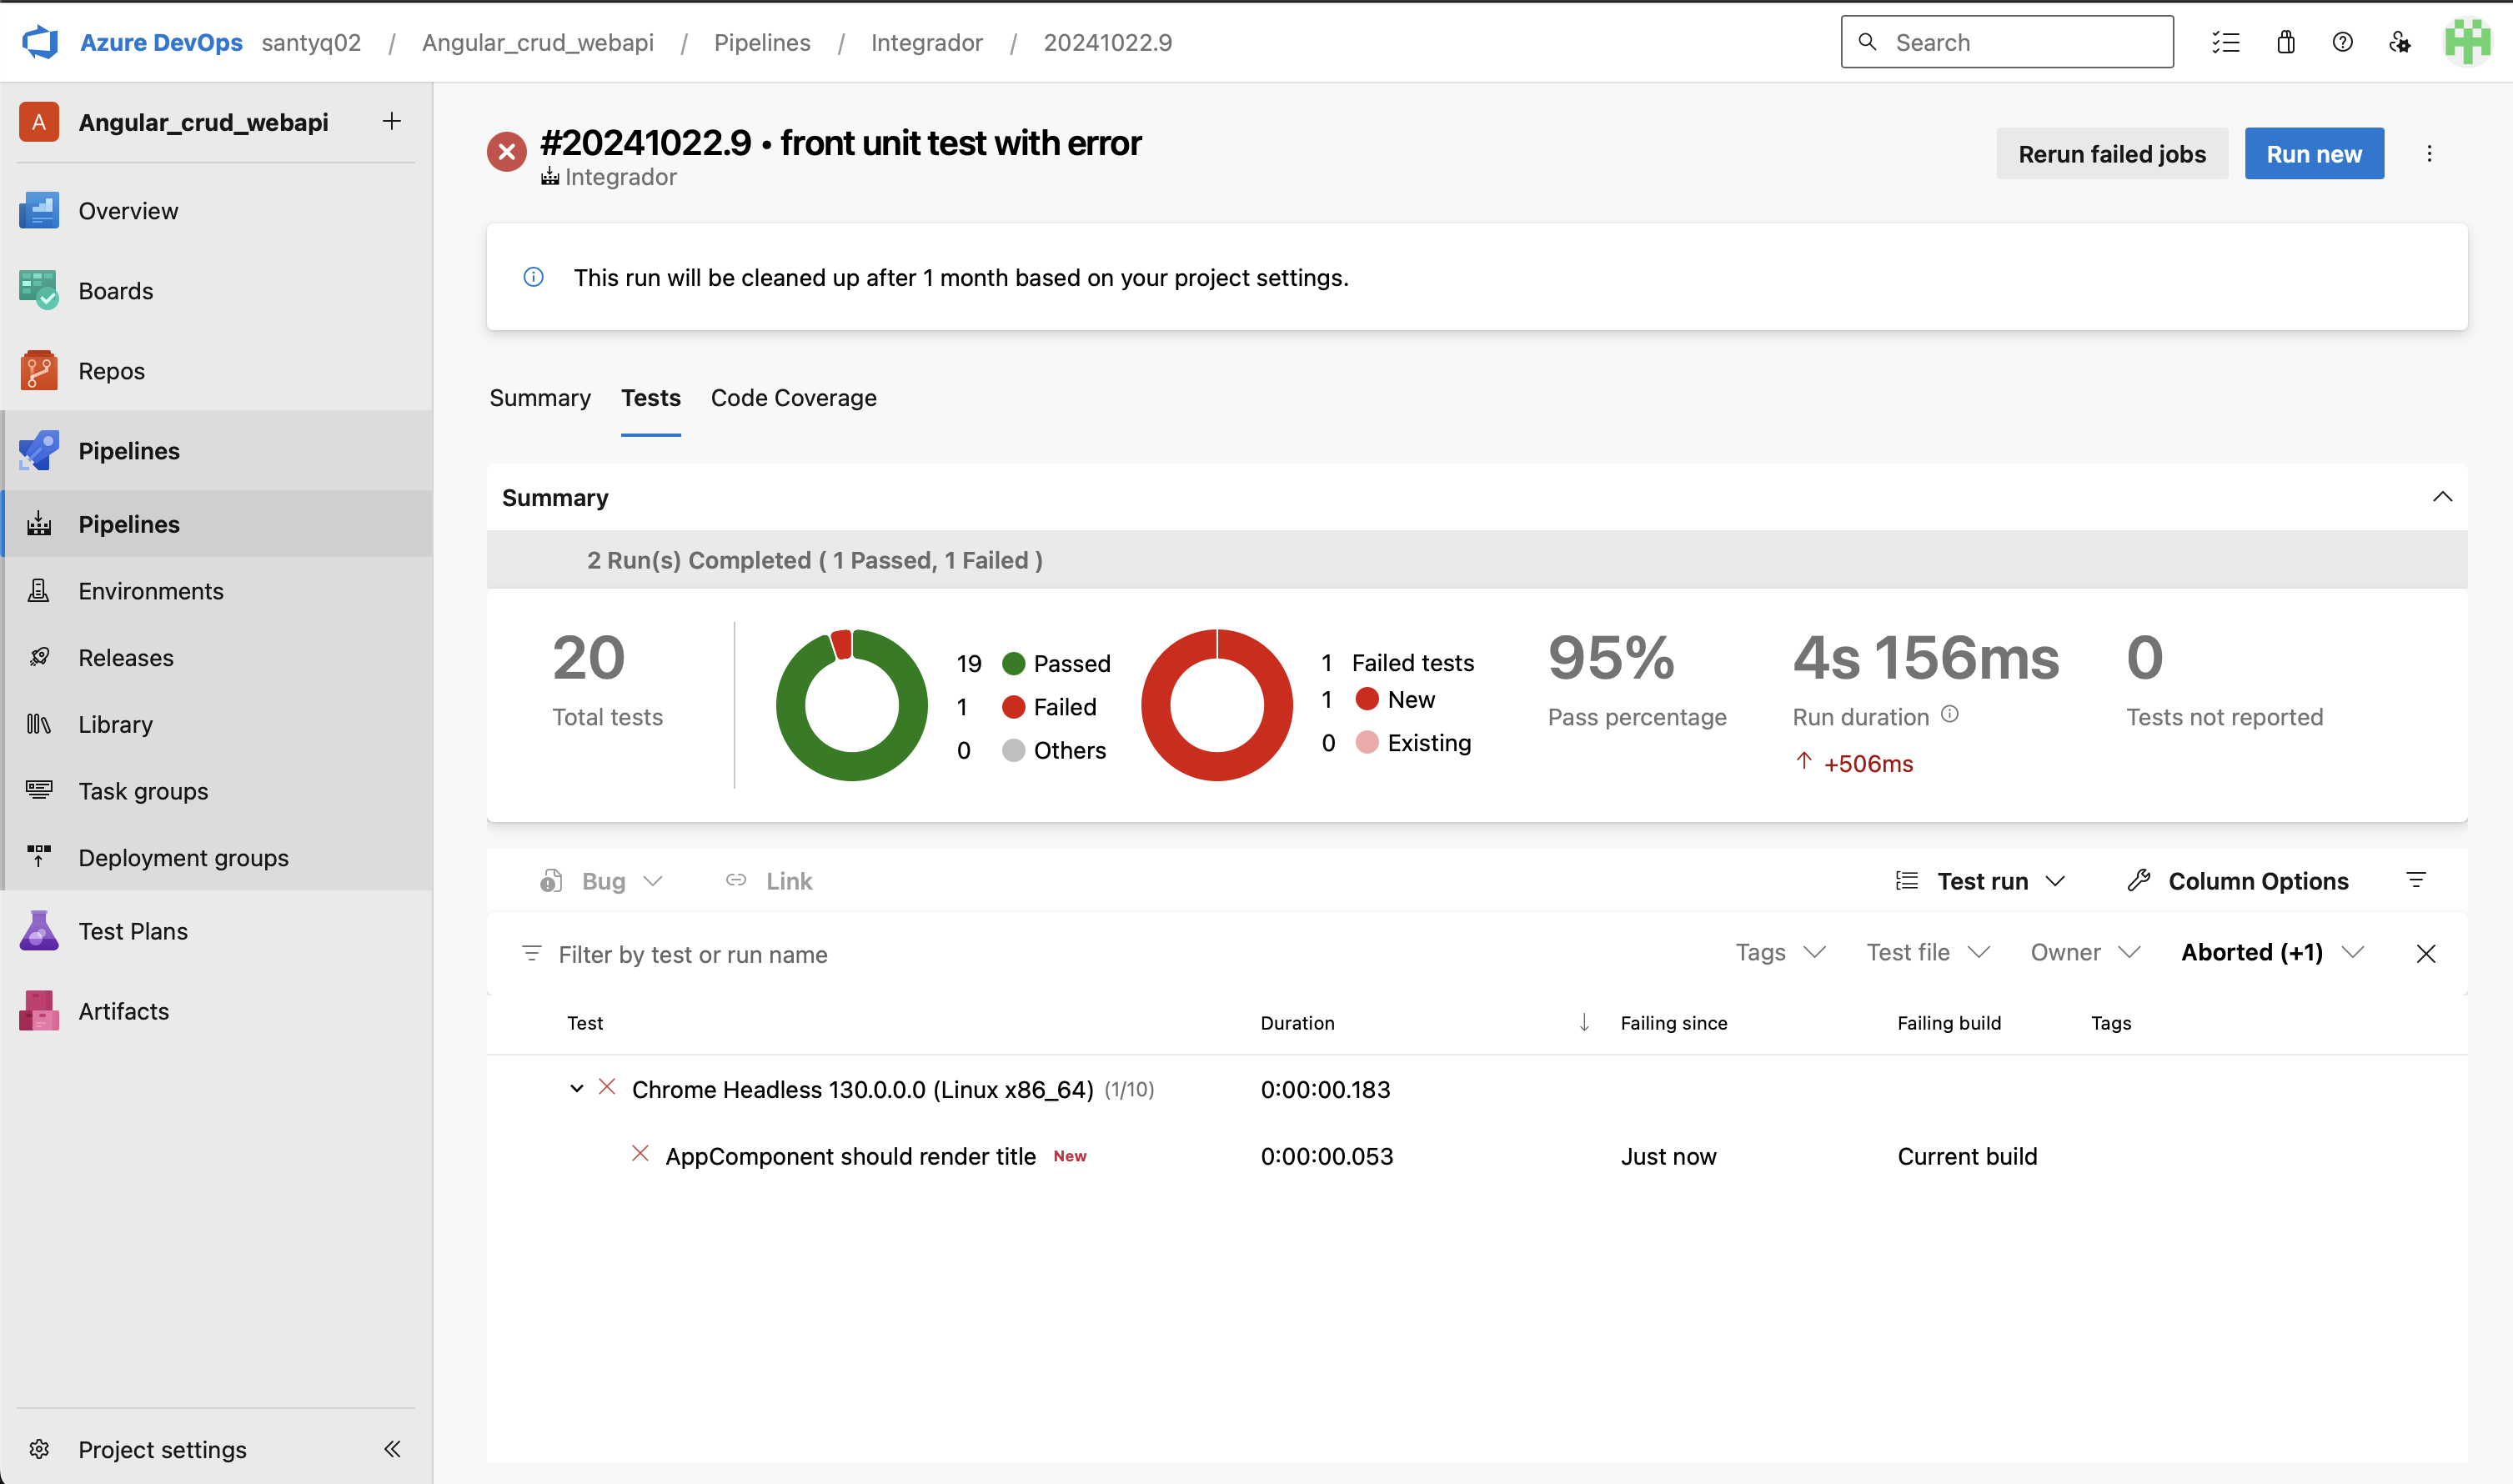 Azure DevOps santyq02 / Angular_crud_webapi / Pipelines / Integrador / 20241022.9
Search
A Angular_crud_webapi
Overview
Boards
Repos
Pipelines
Pipelines
Environments
Releases
Library
Task groups
Deployment groups
Test Plans
Artifacts
Project settings
#20241022.9 • front unit test with error
Integrador
Rerun failed jobs
Run new
This run will be cleaned up after 1 month based on your project settings.
Summary Tests Code Coverage
Summary
2 Run(s) Completed ( 1 Passed, 1 Failed )
20
Total tests
19 Passed
1 Failed
0 Others
1 Failed tests
1 New
0 Existing
95%
Pass percentage
4s 156ms
Run duration
+506ms
0
Tests not reported
Bug Link Test run Column Options
Filter by test or run name Tags Test file Owner Aborted (+1)
Test Duration Failing since Failing build Tags
Chrome Headless 130.0.0.0 (Linux x86_64) (1/10) 0:00:00.183
AppComponent should render title New 0:00:00.053 Just now Current build